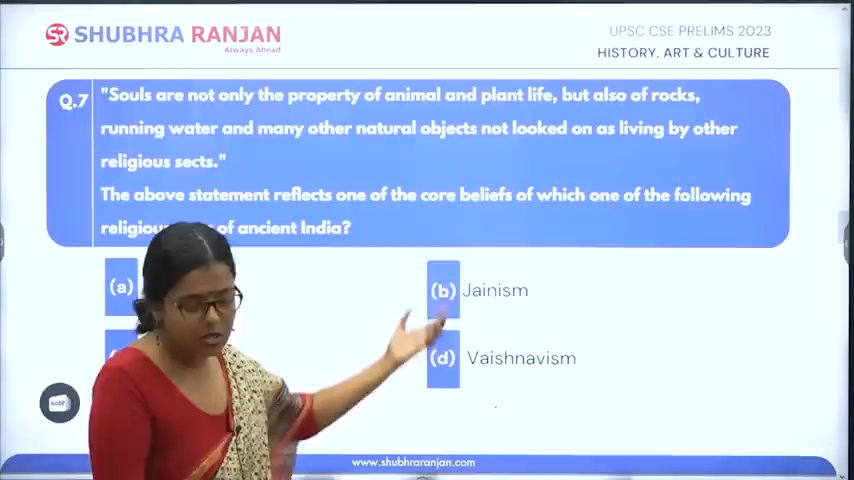 SR SHUBHRA RANJAN
Always Ahead
UPSC CSE PRELIMS 2023
HISTORY, ART & CULTURE
Q.7
"Souls are not only the property of animal and plant life, but also of rocks,
running water and many other natural objects not looked on as living by other
religious sects."
The above statement reflects one of the core beliefs of which one of the following
religious of ancient India?
(a)
(b) Jainism
(d) Vaishnavism
www.shubhraranjan.com